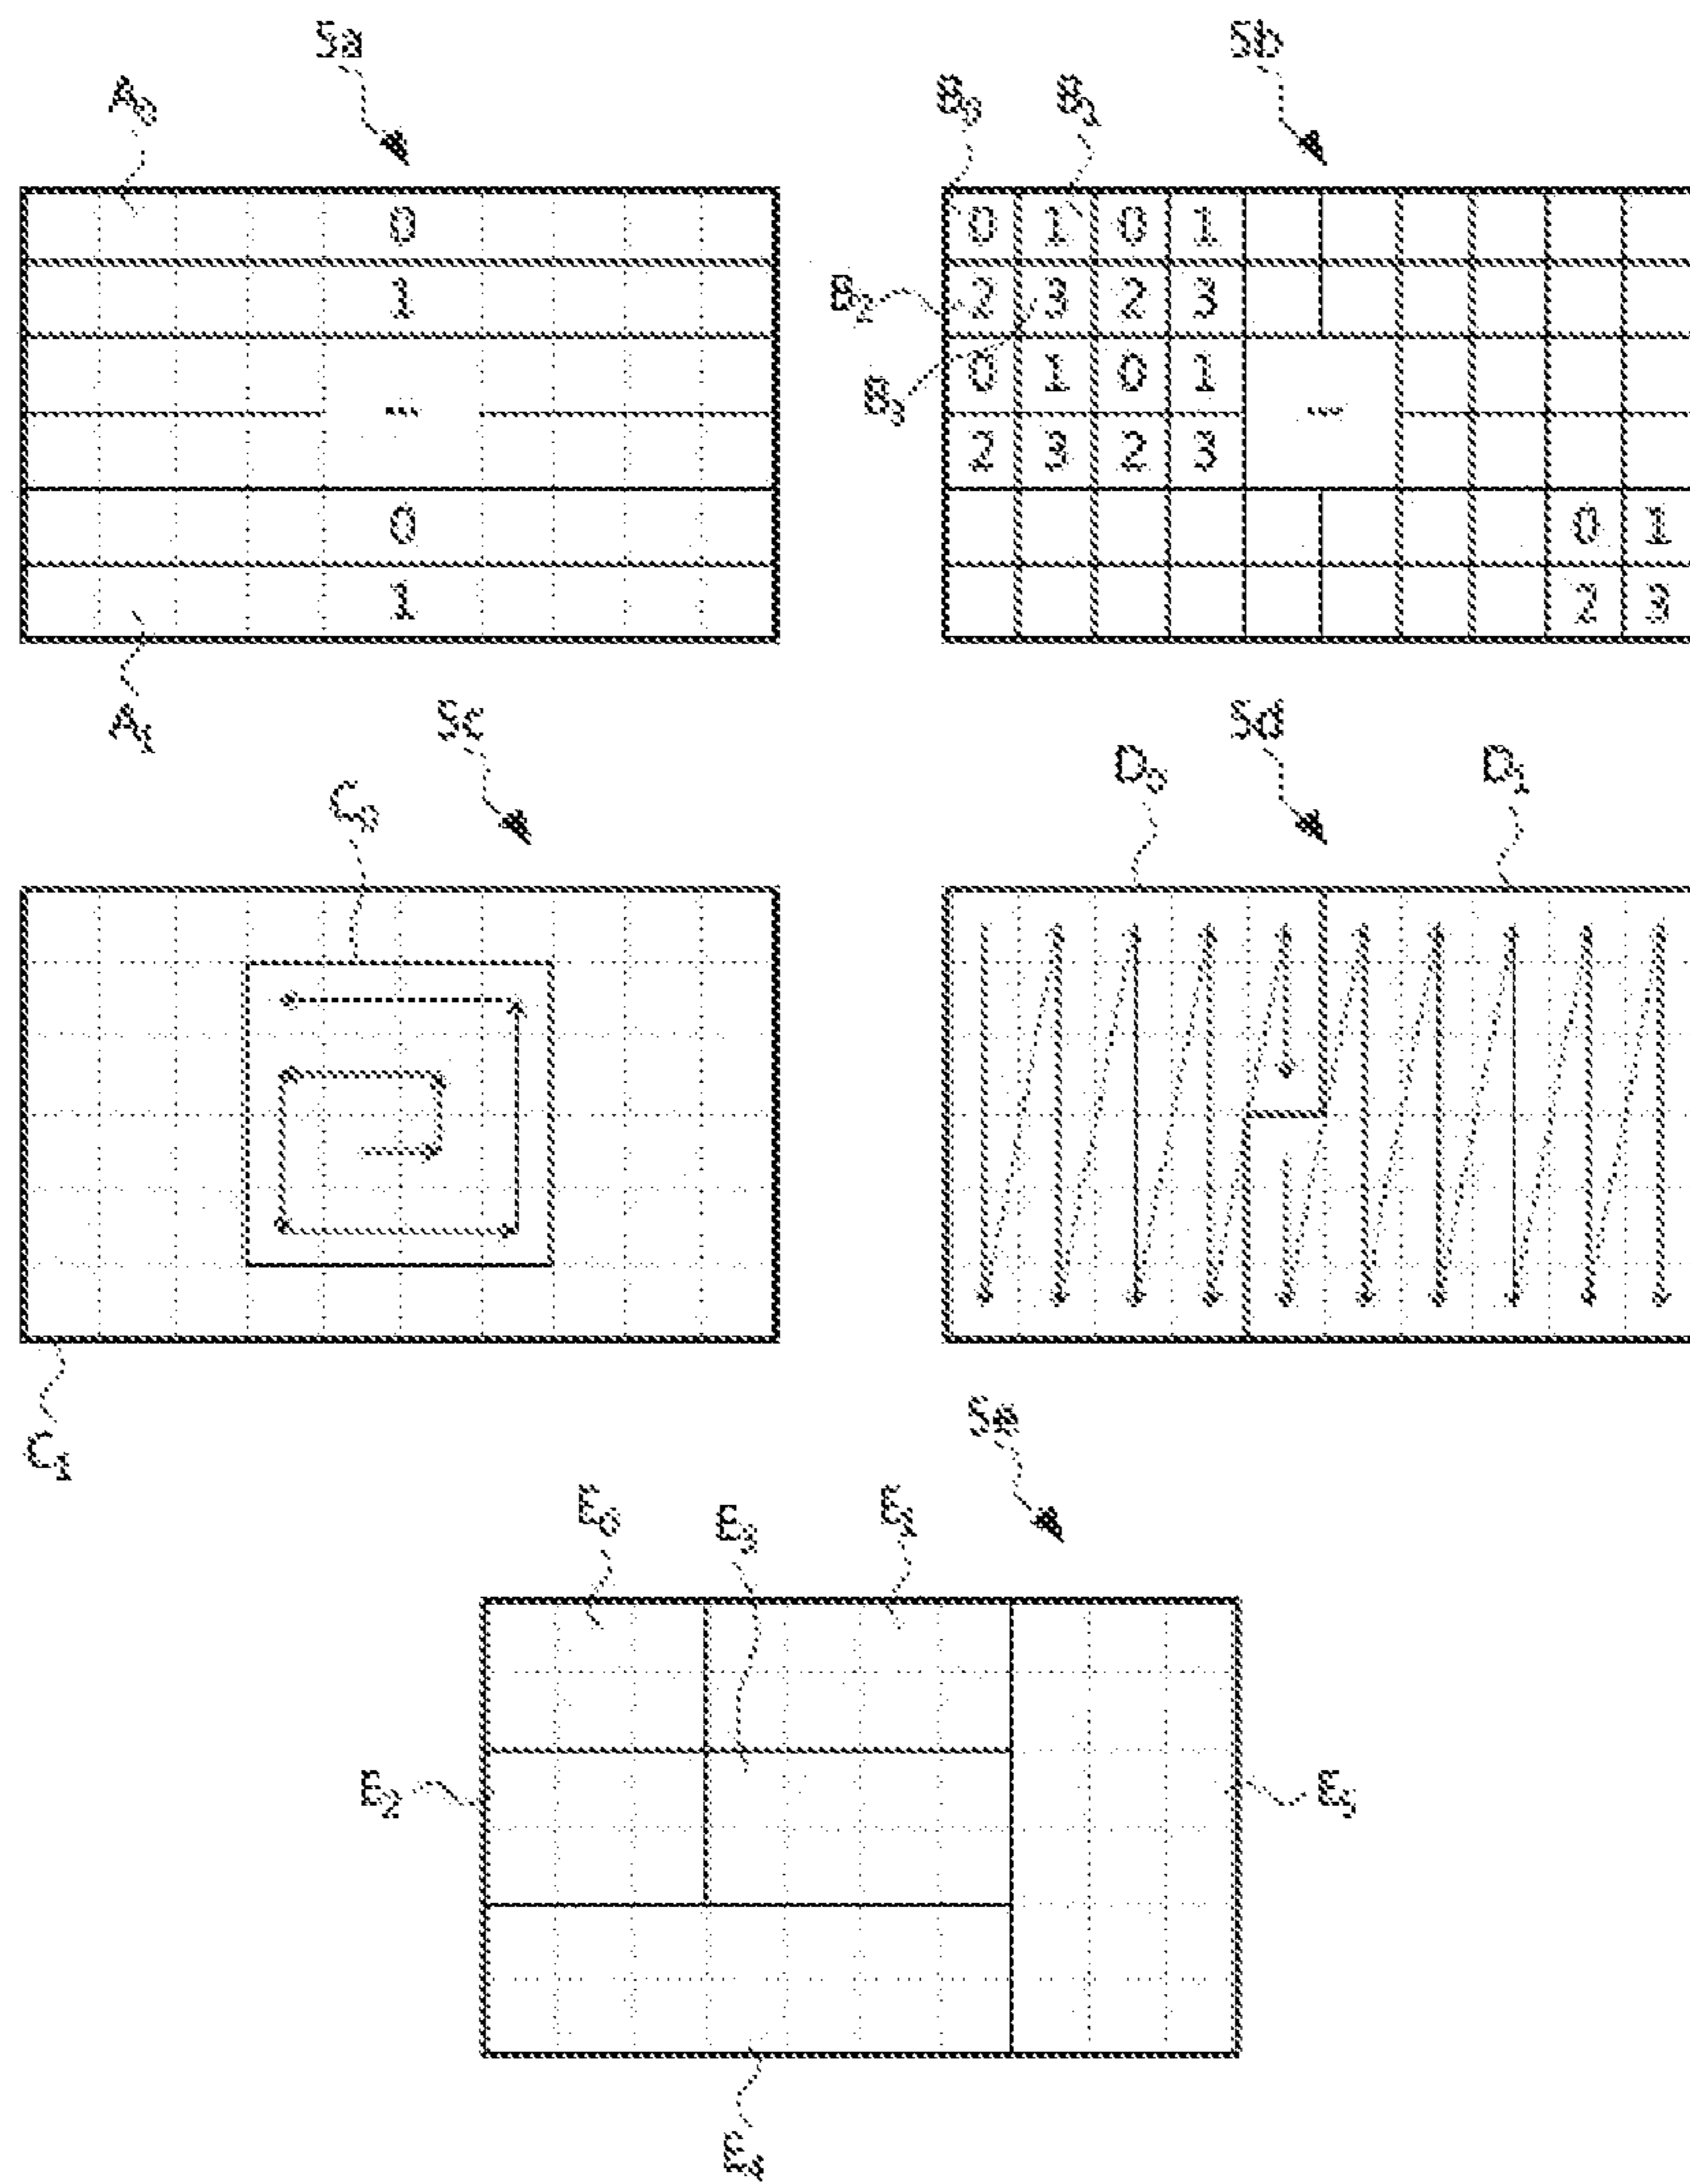 Sa
Sb
A₀
B₀ B₁
0
1
...
0
1
0 1 0 1
2 3 2 3
0 1 0 1
2 3 2 3
...
0 1
2 3
B₂
B₃
A₁
Sc
Sd
C₀
D₀
D₁
C₁
Se
E₀
E₃
E₁
E₂
E₅
E₄